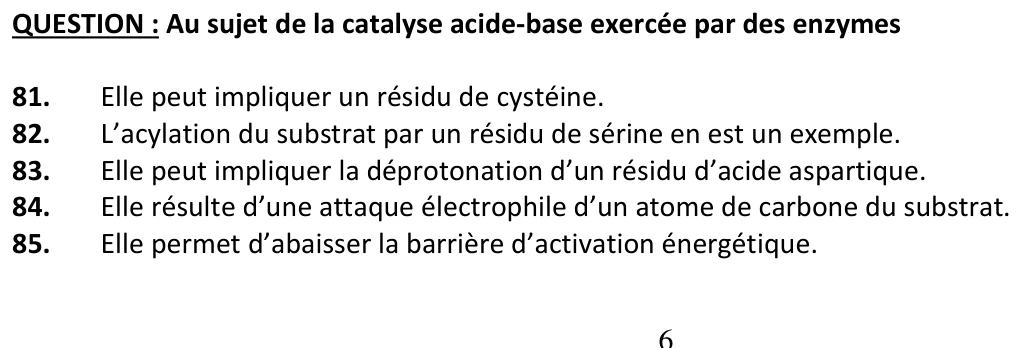 QUESTION : Au sujet de la catalyse acide-base exercée par des enzymes
81. Elle peut impliquer un résidu de cystéine.
82. L’acylation du substrat par un résidu de sérine en est un exemple.
83. Elle peut impliquer la déprotonation d’un résidu d’acide aspartique.
84. Elle résulte d’une attaque électrophile d’un atome de carbone du substrat.
85. Elle permet d’abaisser la barrière d’activation énergétique.
6